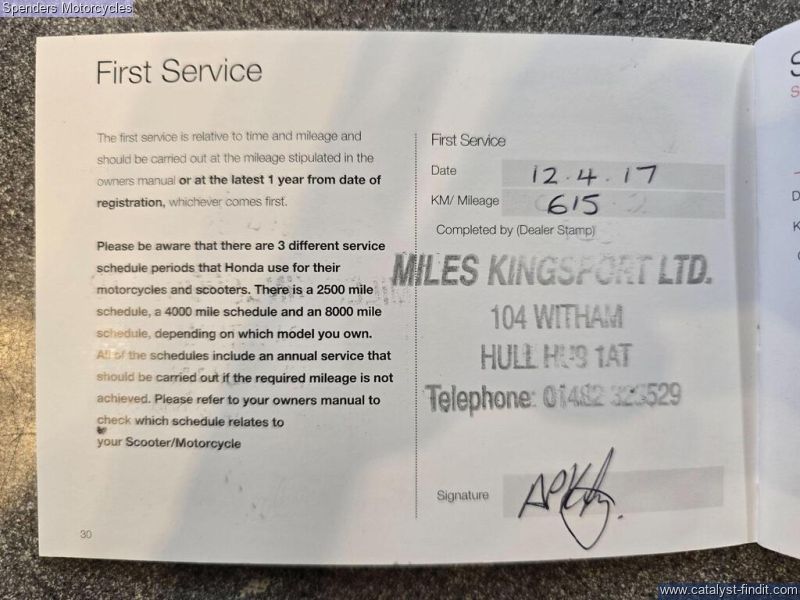 Spenders Motorcycles
First Service
The first service is relative to time and mileage and
should be carried out at the mileage stipulated in the
owners manual or at the latest 1 year from date of
registration, whichever comes first.
Please be aware that there are 3 different service
schedule periods that Honda use for their
motorcycles and scooters. There is a 2500 mile
schedule, a 4000 mile schedule and an 8000 mile
schedule, depending on which model you own.
All of the schedules include an annual service that
should be carried out if the required mileage is not
achieved. Please refer to your owners manual to
check which schedule relates to
your Scooter/Motorcycle
30
First Service
Date 12.4.17
KM/ Mileage 615
Completed by (Dealer Stamp)
MILES KINGSPORT LTD.
104 WITHAM
HULL HU9 1AT
Telephone: 01482
Signature
www.catalyst-findit.com